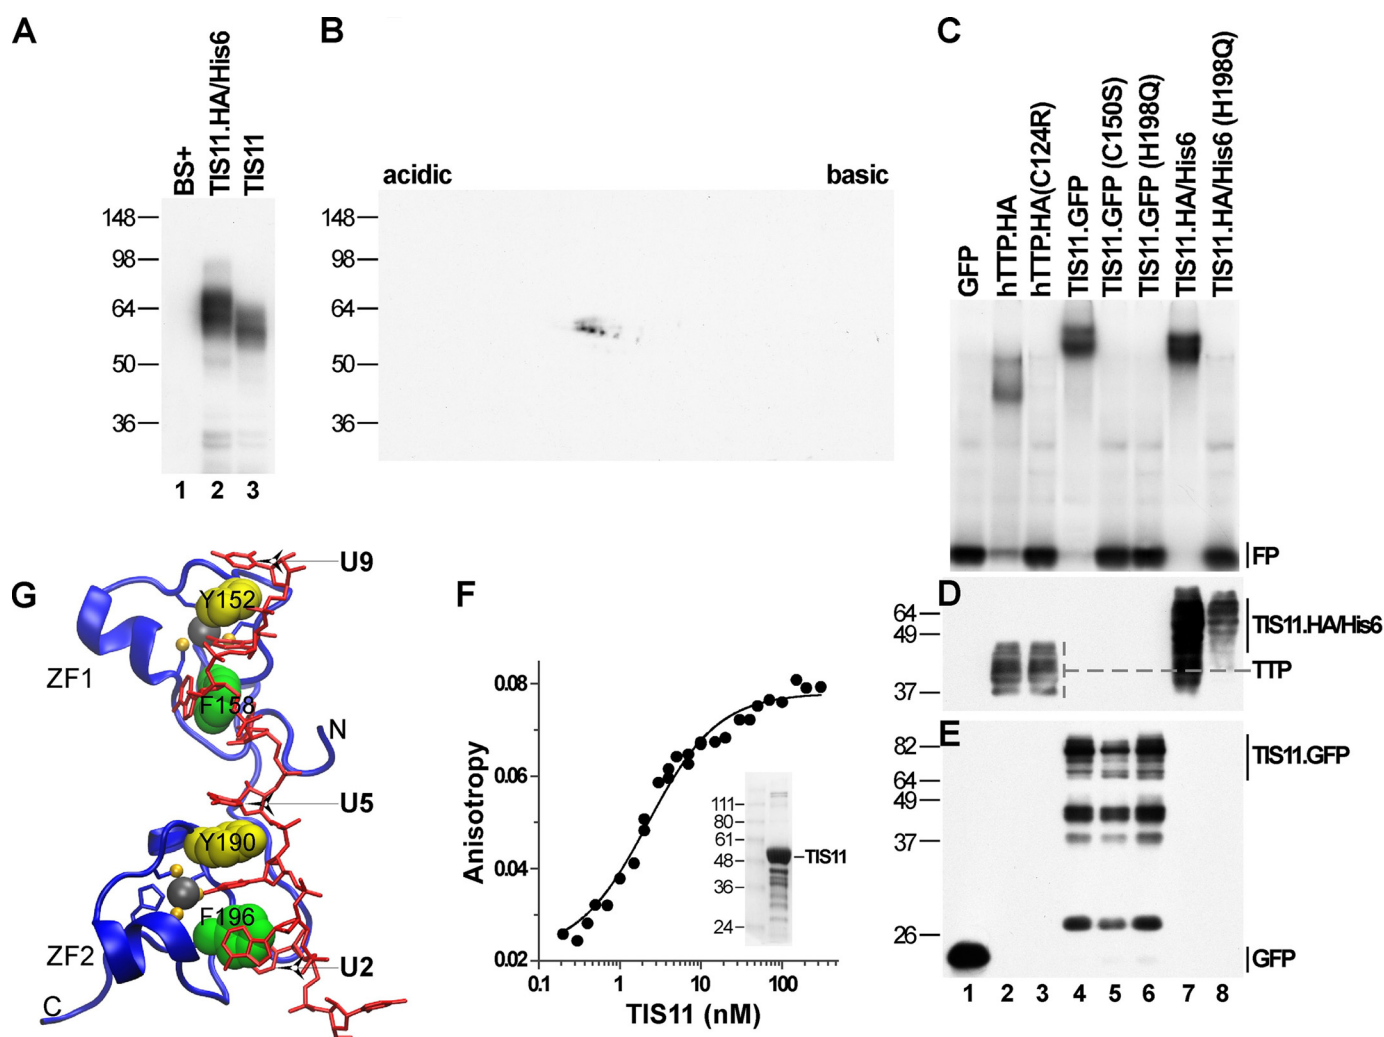 A
BS+
TIS11.HA/His6
TIS11
148
98
64
50
36
1 2 3
B
acidic basic
148
98
64
50
36
C
GFP
hTTP.HA
hTTP.HA(C124R)
TIS11.GFP
TIS11.GFP (C150S)
TIS11.GFP (H198Q)
TIS11.HA/His6
TIS11.HA/His6 (H198Q)
FP
D
64
49
37
TIS11.HA/His6
TTP
E
82
64
49
37
26
TIS11.GFP
GFP
1 2 3 4 5 6 7 8
F
Anisotropy
0.08
0.06
0.04
0.02
0.1 1 10 100
TIS11 (nM)
111
80
61
48
36
24
TIS11
G
U9
Y152
ZF1
F158
N
U5
Y190
F196
ZF2
U2
C